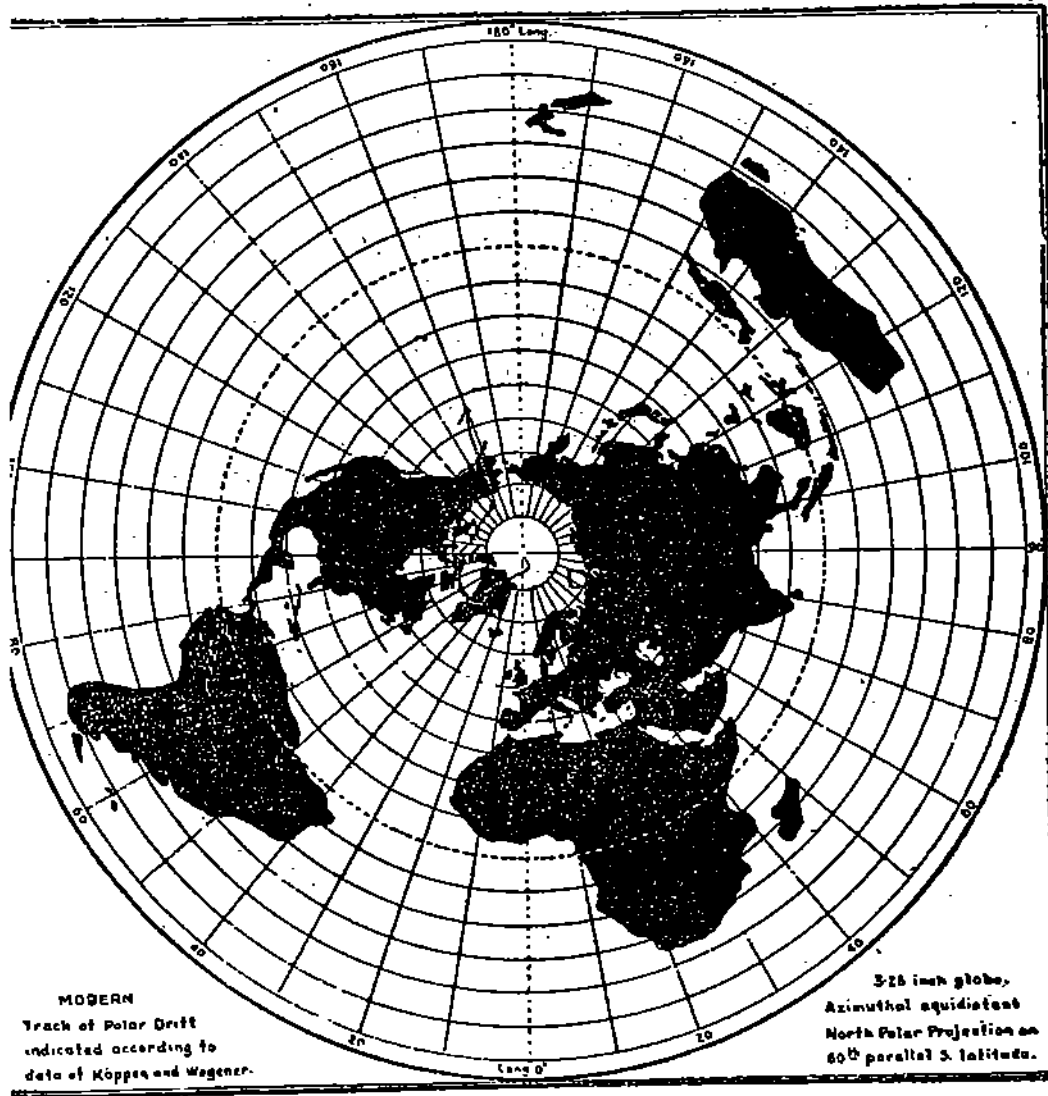 180° Long.
160
160
140
140
120
120
100
90
80
80
60
60
40
40
20
20
Long 0°
MODERN
Track of Polar Drift
indicated according to
data of Köppen and Wegener.
3·28 inch globe,
Azimuthal equidistant
North Polar Projection on
60th parallel S. latitude.